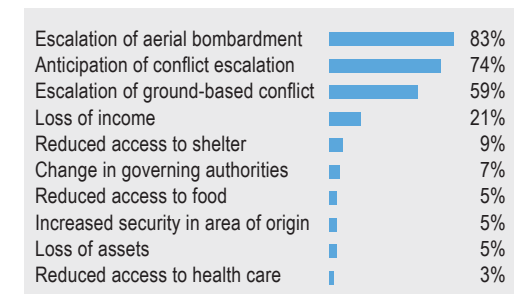 Escalation of aerial bombardment 83%
Anticipation of conflict escalation 74%
Escalation of ground-based conflict 59%
Loss of income 21%
Reduced access to shelter 9%
Change in governing authorities 7%
Reduced access to food 5%
Increased security in area of origin 5%
Loss of assets 5%
Reduced access to health care 3%